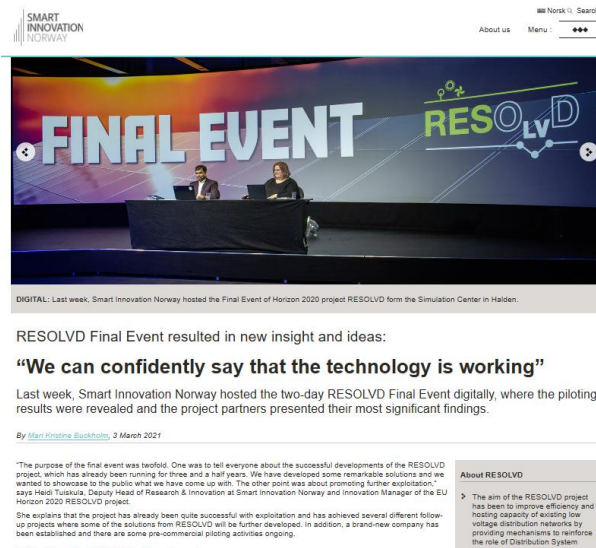 SMART
INNOVATION
NORWAY
Norsk Search
About us Menu :
FINAL EVENT
RESOLVD
DIGITAL: Last week, Smart Innovation Norway hosted the Final Event of Horizon 2020 project RESOLVD form the Simulation Center in Halden.
RESOLVD Final Event resulted in new insight and ideas:
“We can confidently say that the technology is working”
Last week, Smart Innovation Norway hosted the two-day RESOLVD Final Event digitally, where the piloting
results were revealed and the project partners presented their most significant findings.
By Mari Kristine Buckholm, 3 March 2021
“The purpose of the final event was twofold. One was to tell everyone about the successful developments of the RESOLVD
project, which has already been running for three and a half years. We have developed some remarkable solutions and we
wanted to showcase to the public what we have come up with. The other point was about promoting further exploitation,”
says Heidi Tuiskula, Deputy Head of Research & Innovation at Smart Innovation Norway and Innovation Manager of the EU
Horizon 2020 RESOLVD project.
She explains that the project has already been quite successful with exploitation and has achieved several different follow-
up projects where some of the solutions from RESOLVD will be further developed. In addition, a brand-new company has
been established and there are some pre-commercial piloting activities ongoing.
About RESOLVD
The aim of the RESOLVD project
has been to improve efficiency and
hosting capacity of existing low
voltage distribution networks by
providing mechanisms to reinforce
the role of Distribution System